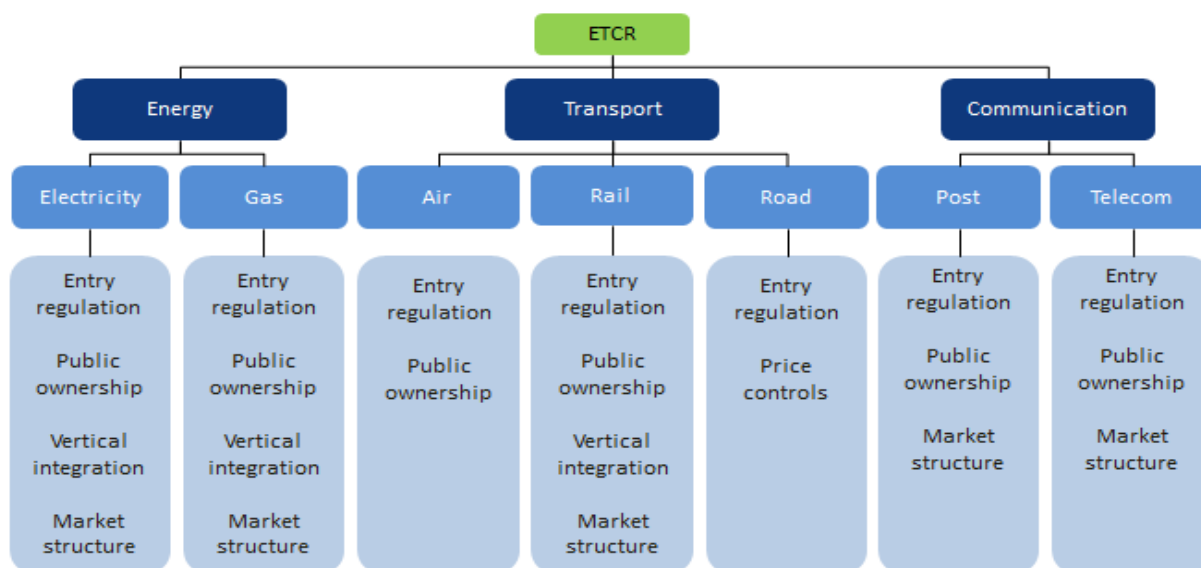 ETCR
Energy
Transport
Communication
Electricity
Gas
Air
Rail
Road
Post
Telecom
Entry
regulation
Public
ownership
Vertical
integration
Market
structure
Entry
regulation
Public
ownership
Vertical
integration
Market
structure
Entry
regulation
Public
ownership
Entry
regulation
Public
ownership
Vertical
integration
Market
structure
Entry
regulation
Price
controls
Entry
regulation
Public
ownership
Market
structure
Entry
regulation
Public
ownership
Market
structure